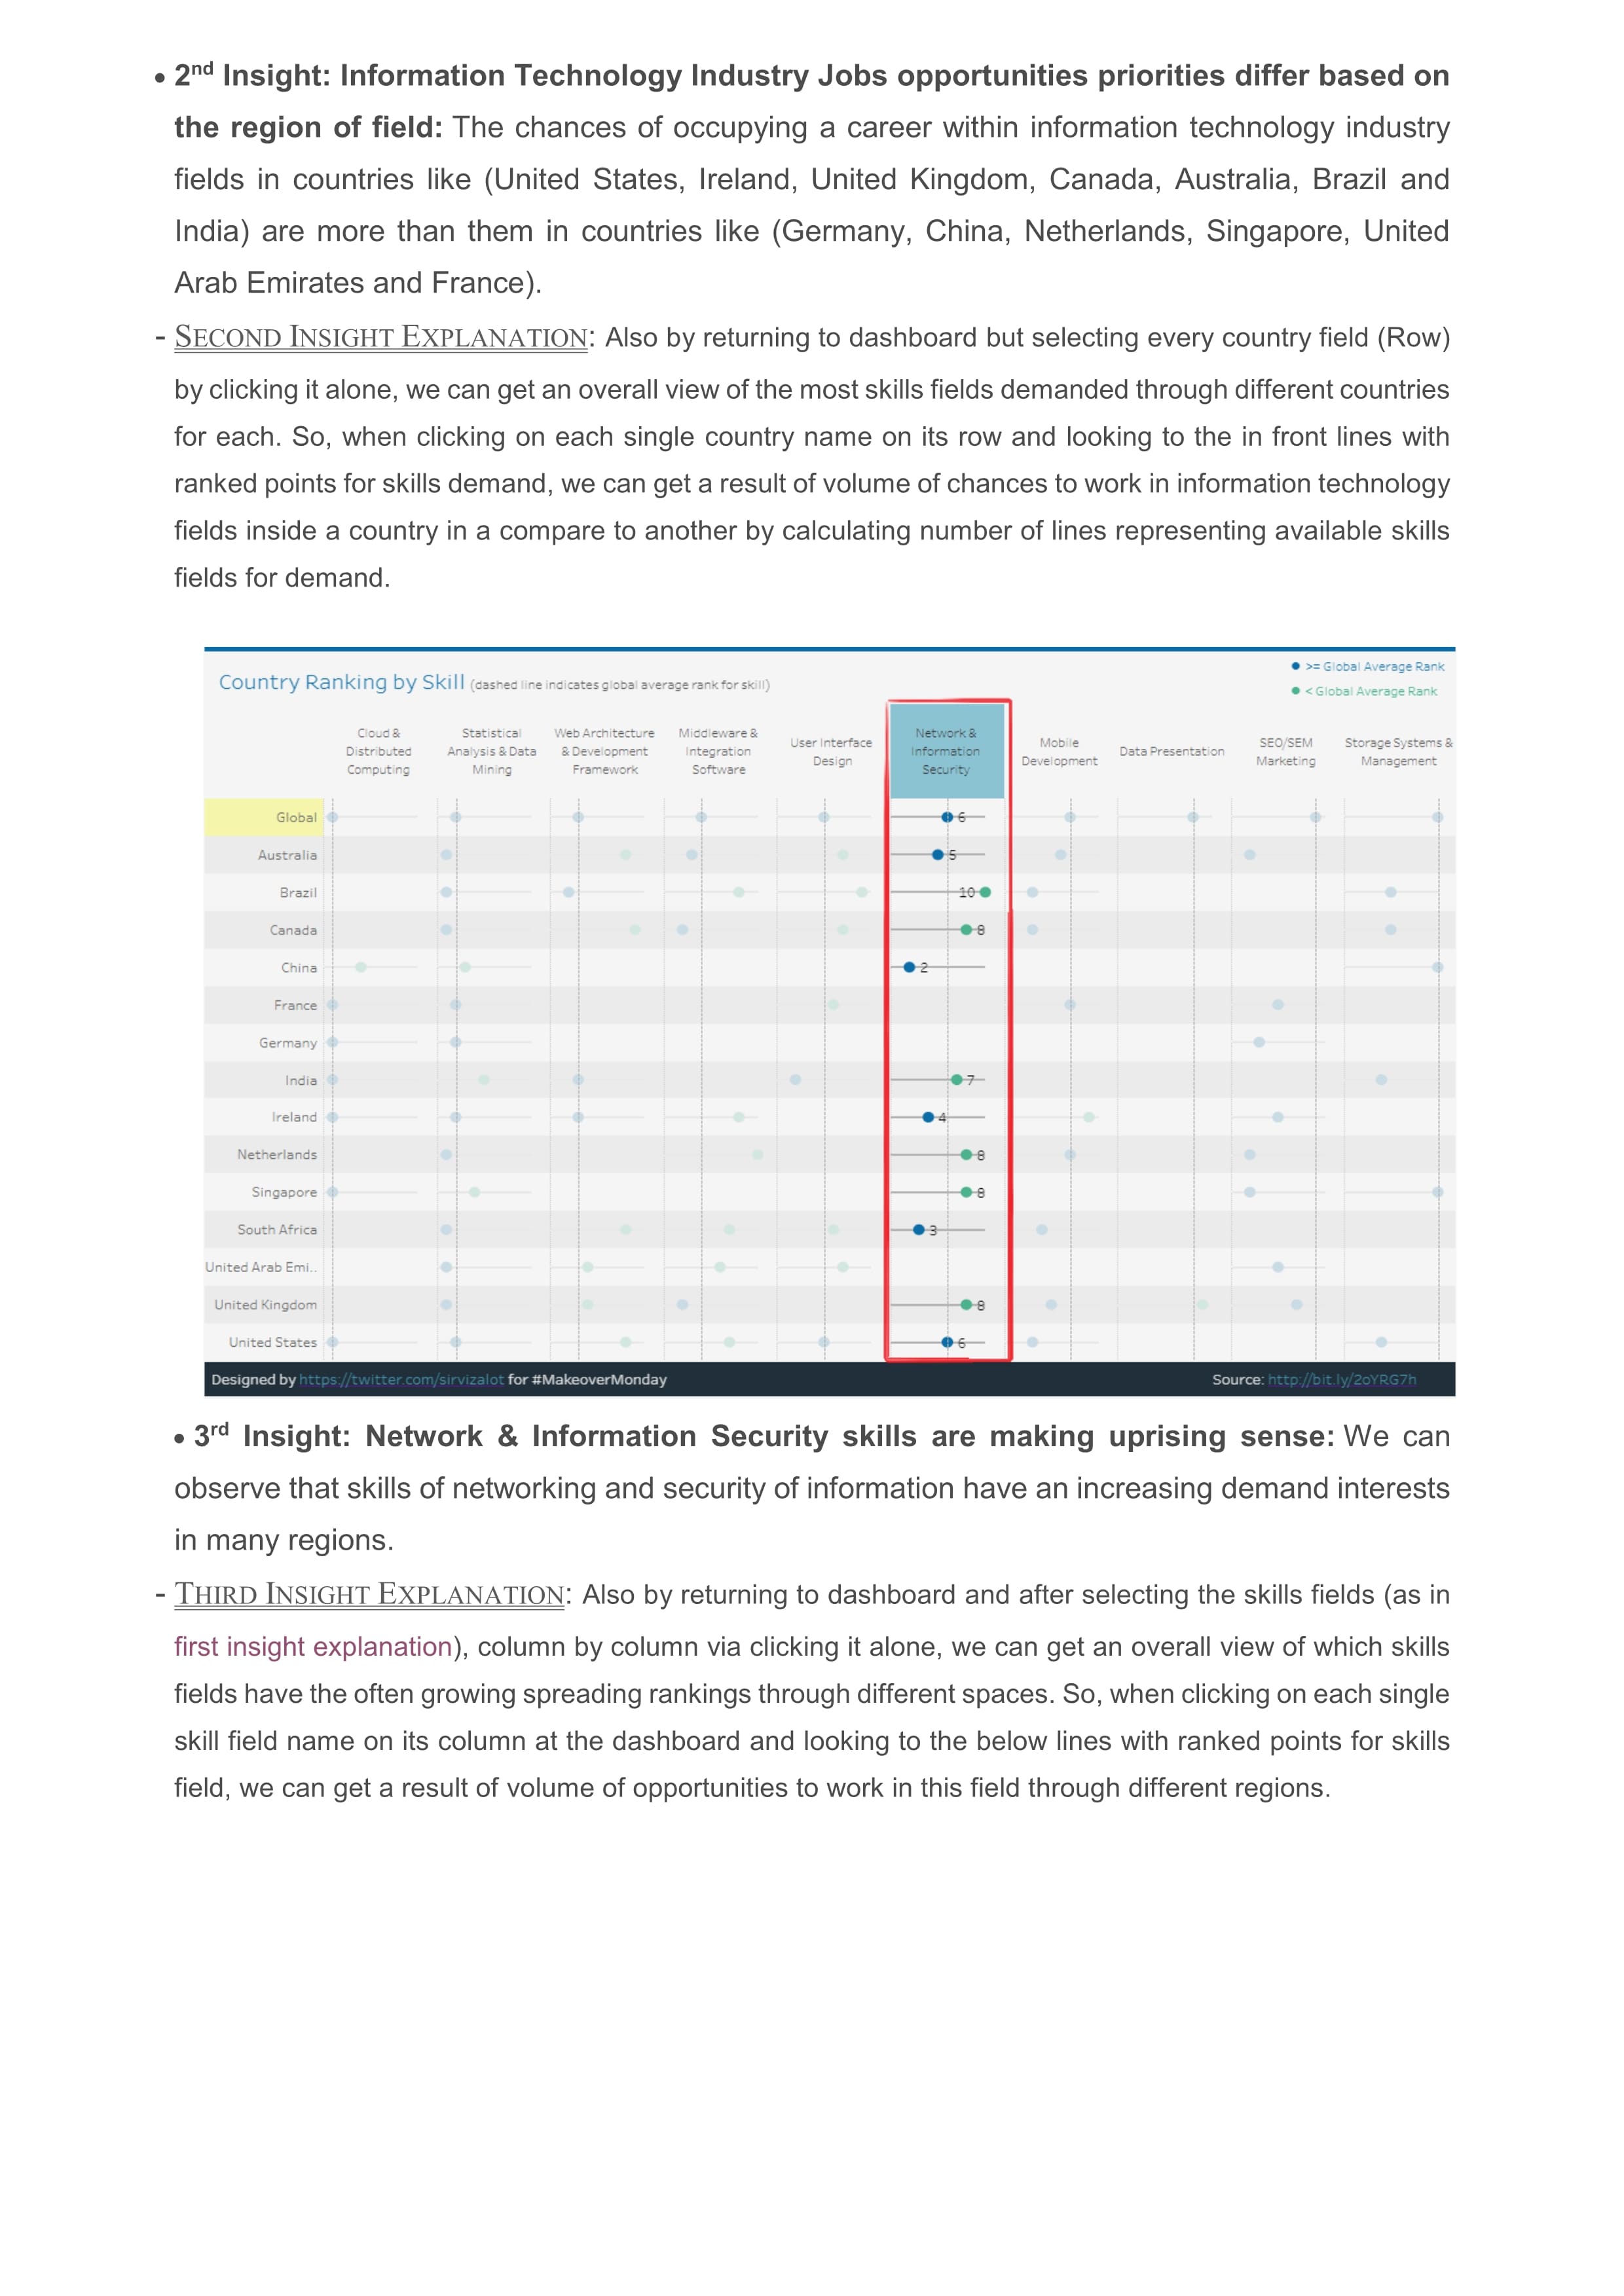 • 2nd Insight: Information Technology Industry Jobs opportunities priorities differ based on
the region of field: The chances of occupying a career within information technology industry
fields in countries like (United States, Ireland, United Kingdom, Canada, Australia, Brazil and
India) are more than them in countries like (Germany, China, Netherlands, Singapore, United
Arab Emirates and France).
- SECOND INSIGHT EXPLANATION: Also by returning to dashboard but selecting every country field (Row)
by clicking it alone, we can get an overall view of the most skills fields demanded through different countries
for each. So, when clicking on each single country name on its row and looking to the in front lines with
ranked points for skills demand, we can get a result of volume of chances to work in information technology
fields inside a country in a compare to another by calculating number of lines representing available skills
fields for demand.
Country Ranking by Skill (dashed line indicates global average rank for skill)
>= Global Average Rank
< Global Average Rank
Cloud &
Distributed
Computing
Statistical
Analysis & Data
Mining
Web Architecture
& Development
Framework
Middleware &
Integration
Software
User Interface
Design
Network &
Information
Security
Mobile
Development
Data Presentation
SEO/SEM
Marketing
Storage Systems &
Management
Global 6
Australia 5
Brazil 10
Canada 8
China 2
France
Germany
India 7
Ireland 4
Netherlands 8
Singapore 8
South Africa 3
United Arab Emi..
United Kingdom 8
United States 6
Designed by https://twitter.com/sirvizalot for #MakeoverMonday
Source: http://bit.ly/2oYRG7h
• 3rd Insight: Network & Information Security skills are making uprising sense: We can
observe that skills of networking and security of information have an increasing demand interests
in many regions.
- THIRD INSIGHT EXPLANATION: Also by returning to dashboard and after selecting the skills fields (as in
first insight explanation), column by column via clicking it alone, we can get an overall view of which skills
fields have the often growing spreading rankings through different spaces. So, when clicking on each single
skill field name on its column at the dashboard and looking to the below lines with ranked points for skills
field, we can get a result of volume of opportunities to work in this field through different regions.